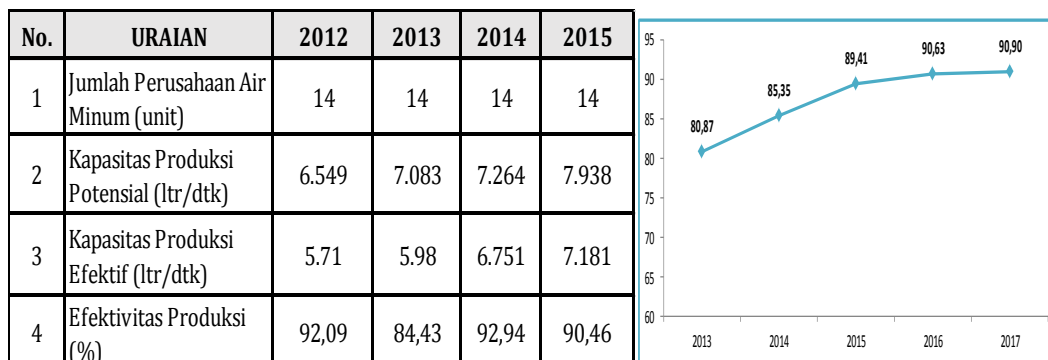 No. URAIAN 2012 2013 2014 2015
1 Jumlah Perusahaan Air Minum (unit) 14 14 14 14
2 Kapasitas Produksi Potensial (ltr/dtk) 6.549 7.083 7.264 7.938
3 Kapasitas Produksi Efektif (ltr/dtk) 5.71 5.98 6.751 7.181
4 Efektivitas Produksi (%) 92,09 84,43 92,94 90,46
95
90
85
80
75
70
65
60
80,87
85,35
89,41
90,63
90,90
2013 2014 2015 2016 2017